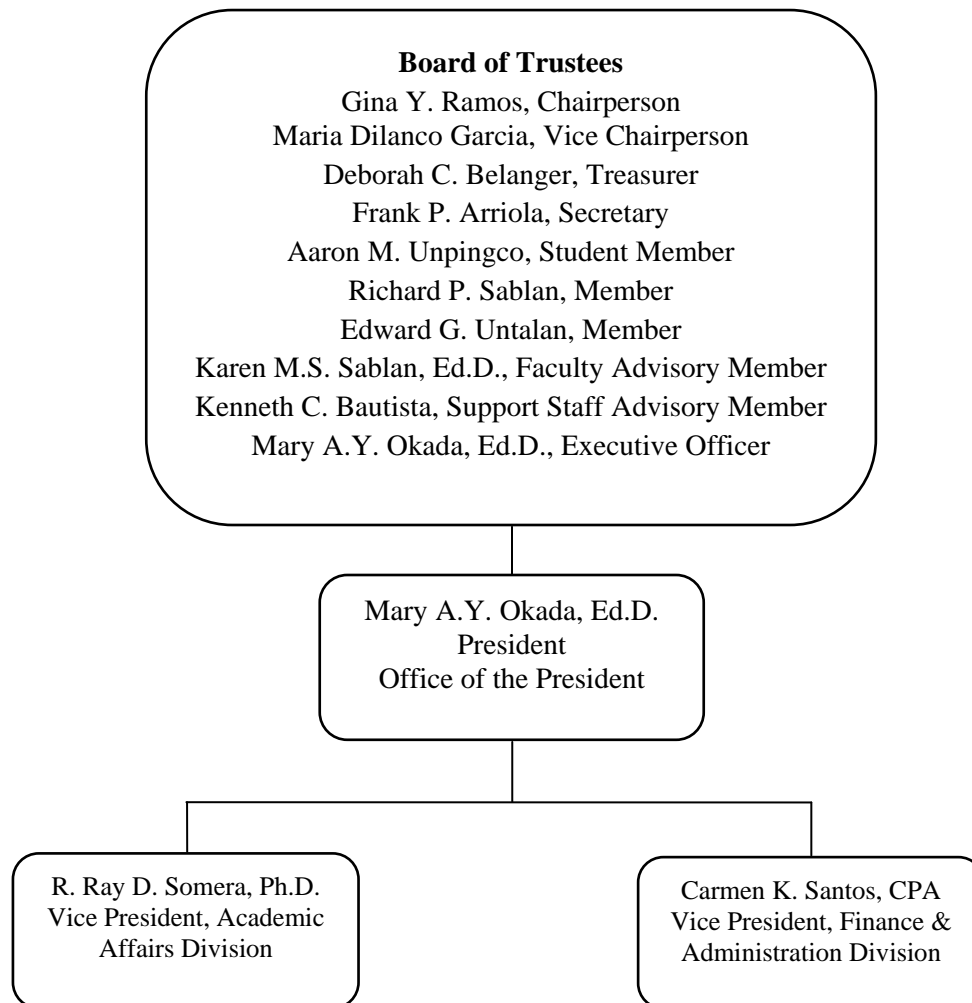 Board of Trustees
Gina Y. Ramos, Chairperson
Maria Dilanco Garcia, Vice Chairperson
Deborah C. Belanger, Treasurer
Frank P. Arriola, Secretary
Aaron M. Unpingco, Student Member
Richard P. Sablan, Member
Edward G. Untalan, Member
Karen M.S. Sablan, Ed.D., Faculty Advisory Member
Kenneth C. Bautista, Support Staff Advisory Member
Mary A.Y. Okada, Ed.D., Executive Officer
Mary A.Y. Okada, Ed.D.
President
Office of the President
R. Ray D. Somera, Ph.D.
Vice President, Academic
Affairs Division
Carmen K. Santos, CPA
Vice President, Finance &
Administration Division